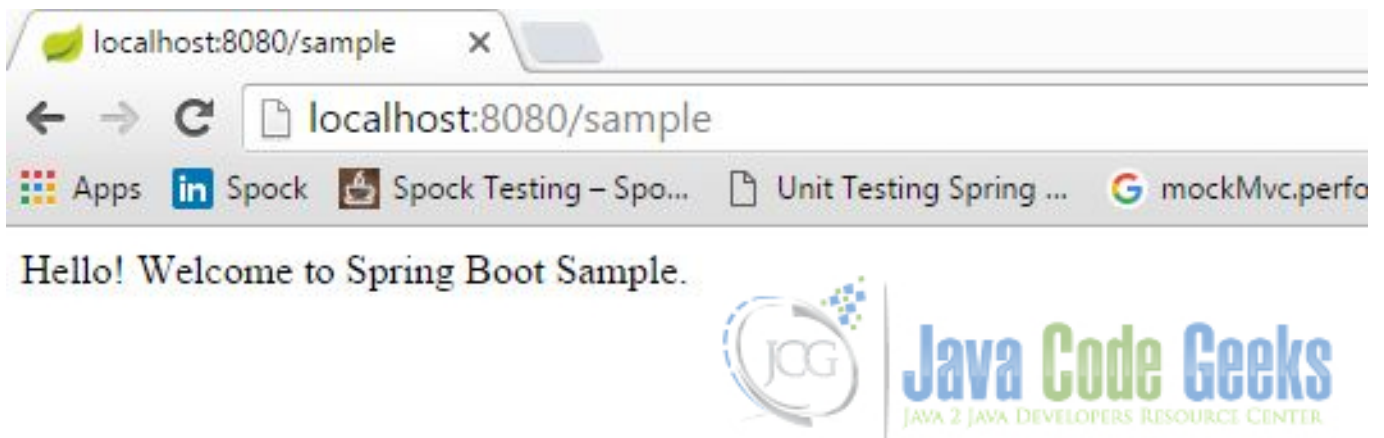 localhost:8080/sample
localhost:8080/sample
Apps in Spock Spock Testing – Spo... Unit Testing Spring ... G mockMvc.perfo
Hello! Welcome to Spring Boot Sample.
JCG
Java Code Geeks
JAVA 2 JAVA DEVELOPERS RESOURCE CENTER